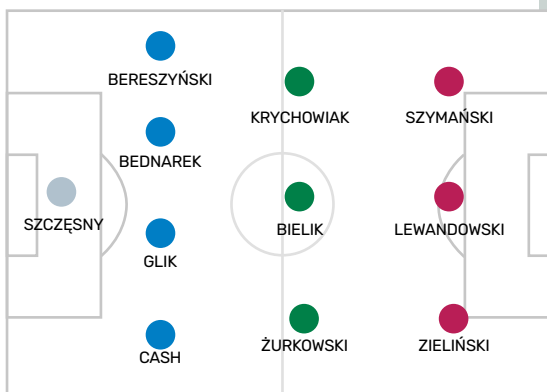 BERESZYŃSKI
KRYCHOWIAK
SZYMAŃSKI
BEDNAREK
SZCZĘSNY
BIELIK
LEWANDOWSKI
GLIK
ŻURKOWSKI
ZIELIŃSKI
CASH